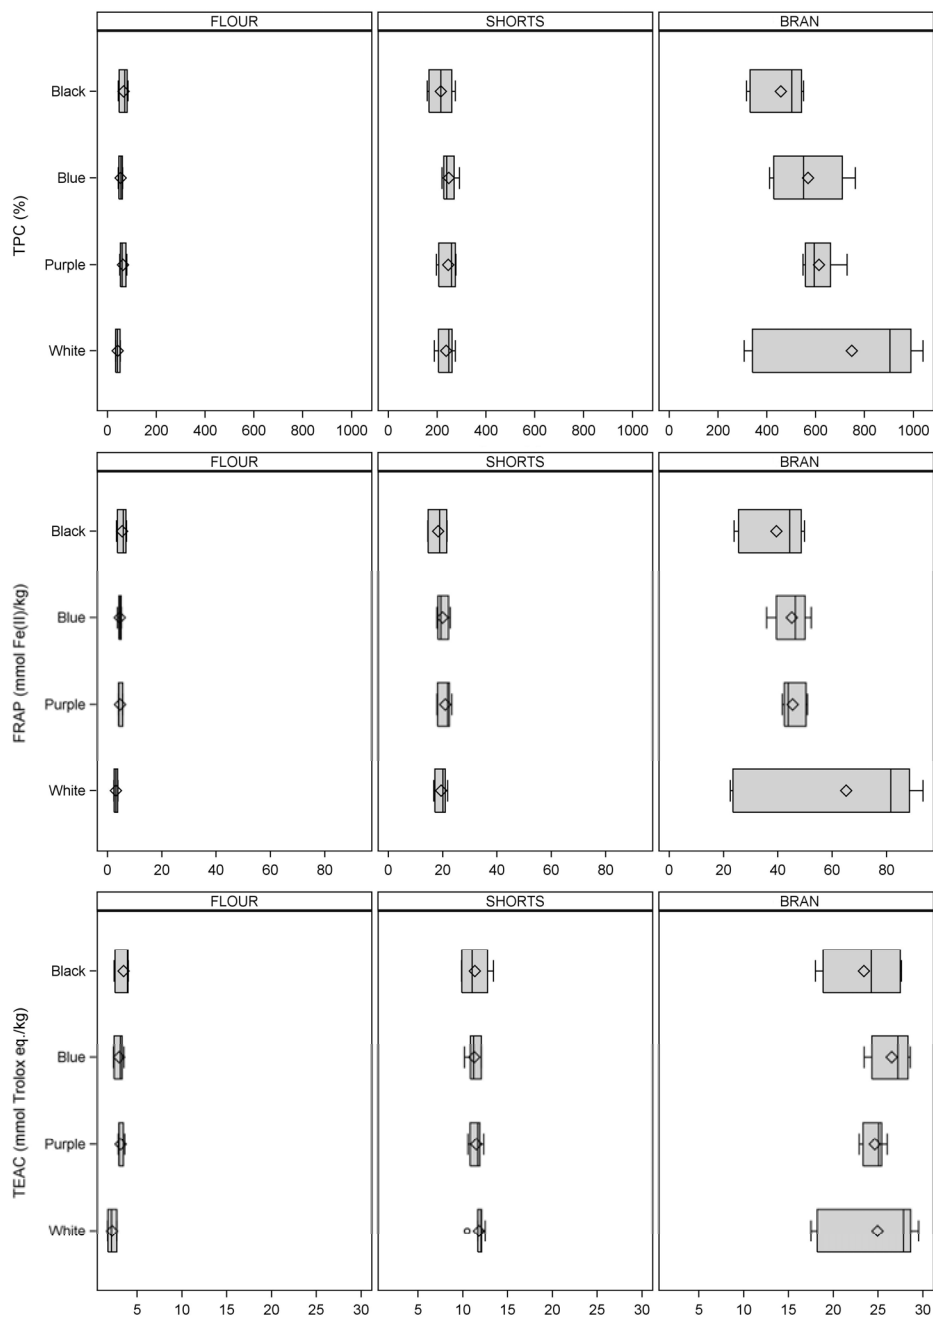 FLOUR SHORTS BRAN
TPC (%)
Black
Blue
Purple
White
0 200 400 600 800 1000 0 200 400 600 800 1000 0 200 400 600 800 1000
FLOUR SHORTS BRAN
FRAP (mmol Fe(II)/kg)
Black
Blue
Purple
White
0 20 40 60 80 0 20 40 60 80 0 20 40 60 80
FLOUR SHORTS BRAN
TEAC (mmol Trolox eq./kg)
Black
Blue
Purple
White
5 10 15 20 25 30 5 10 15 20 25 30 5 10 15 20 25 30